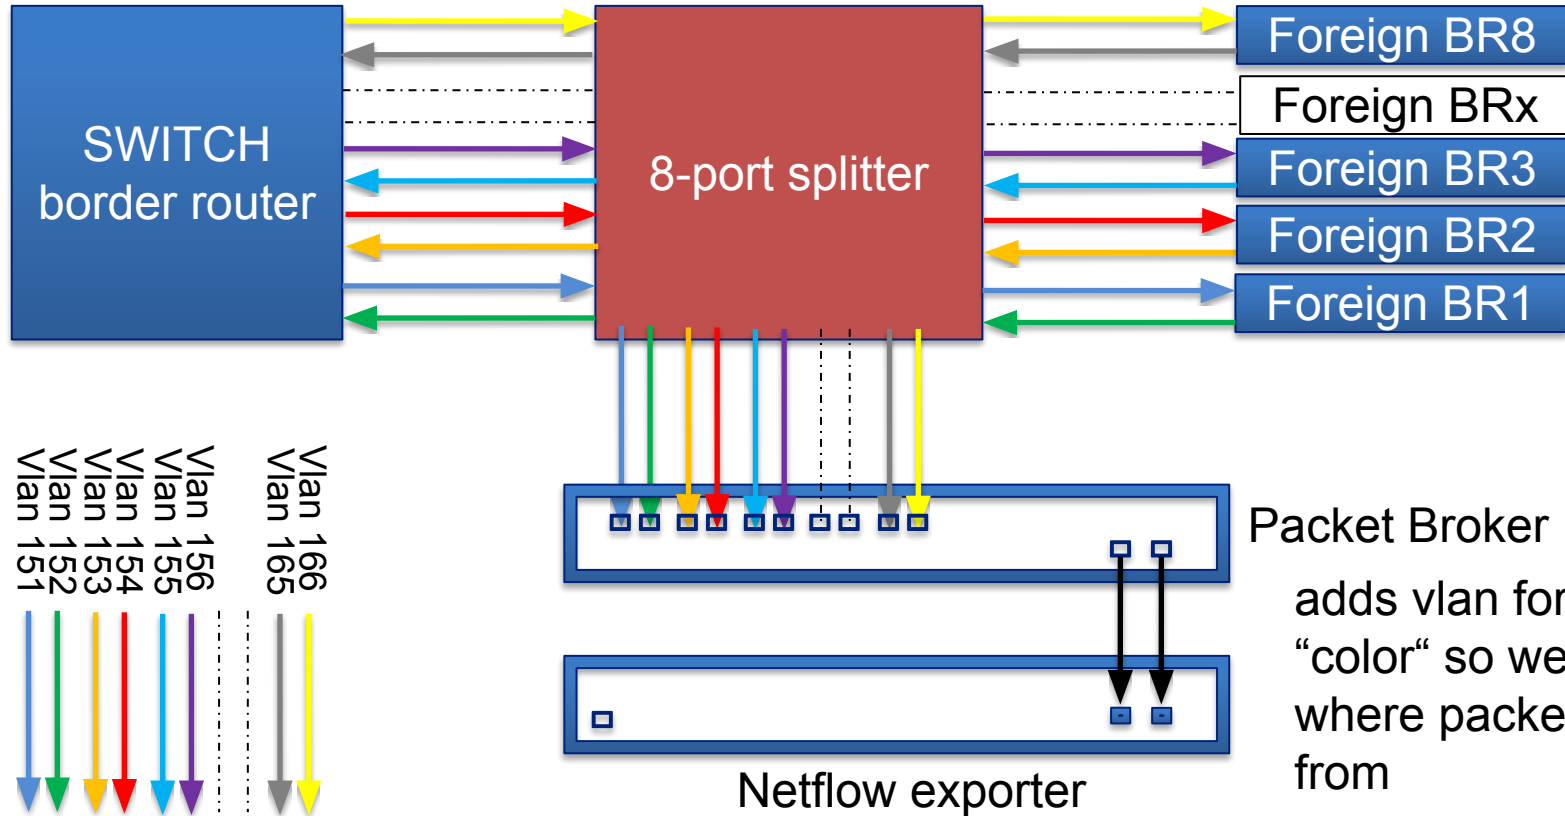 SWITCH
border router
8-port splitter
Foreign BR8
Foreign BRx
Foreign BR3
Foreign BR2
Foreign BR1
Vlan 151
Vlan 152
Vlan 153
Vlan 154
Vlan 155
Vlan 156
Vlan 165
Vlan 166
Packet Broker
adds vlan for
“color“ so we
where packe
from
Netflow exporter